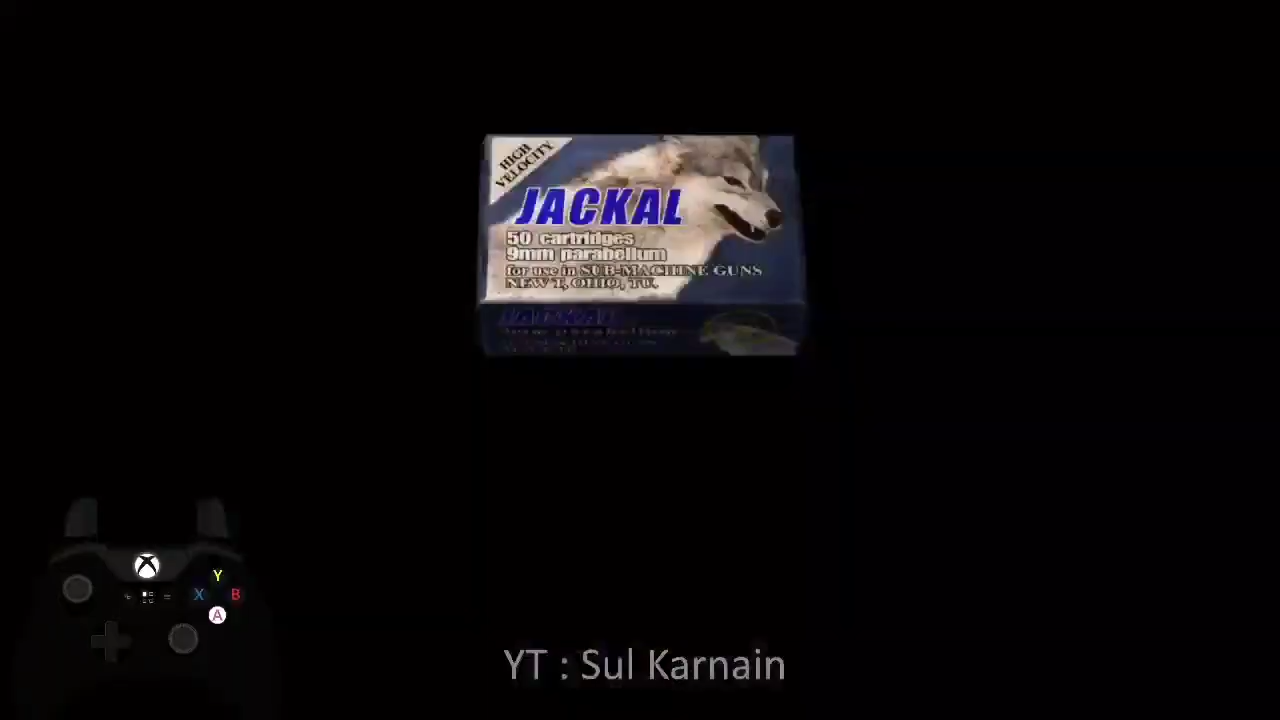 HIGH
VELOCITY
JACKAL
50 cartridges
9mm parabellum
for use in SUB-MACHINE GUNS
NEW T, OHIO, TU.
Y
X B
A
YT : Sul Karnain